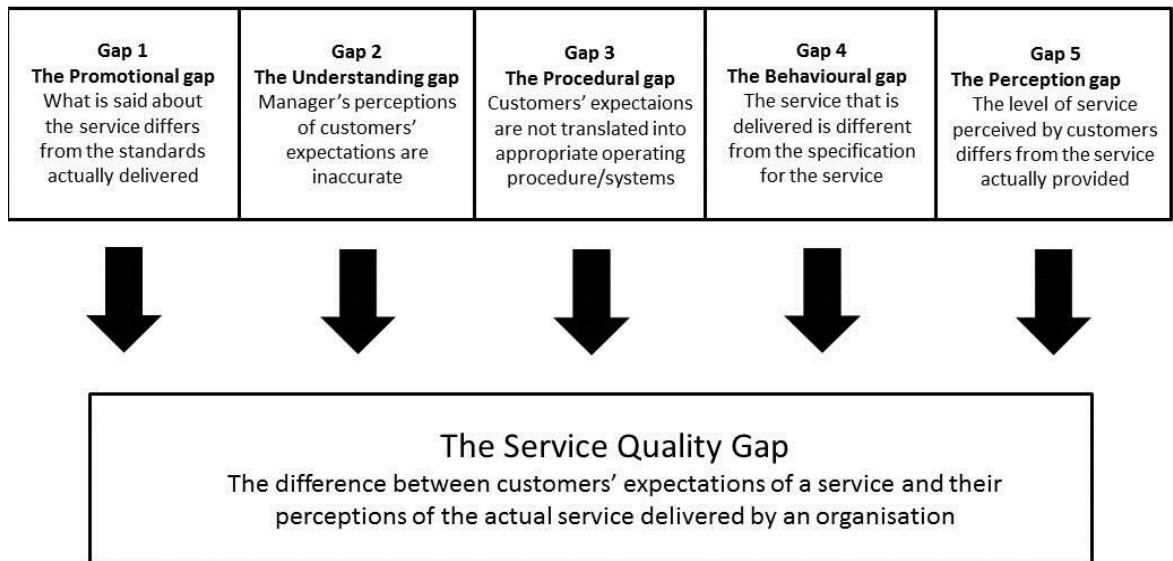 Gap 1
The Promotional gap
What is said about
the service differs
from the standards
actually delivered
Gap 2
The Understanding gap
Manager's perceptions
of customers'
expectations are
inaccurate
Gap 3
The Procedural gap
Customers' expectaions
are not translated into
appropriate operating
procedure/systems
Gap 4
The Behavioural gap
The service that is
delivered is different
from the specification
for the service
Gap 5
The Perception gap
The level of service
perceived by customers
differs from the service
actually provided
The Service Quality Gap
The difference between customers' expectations of a service and their
perceptions of the actual service delivered by an organisation